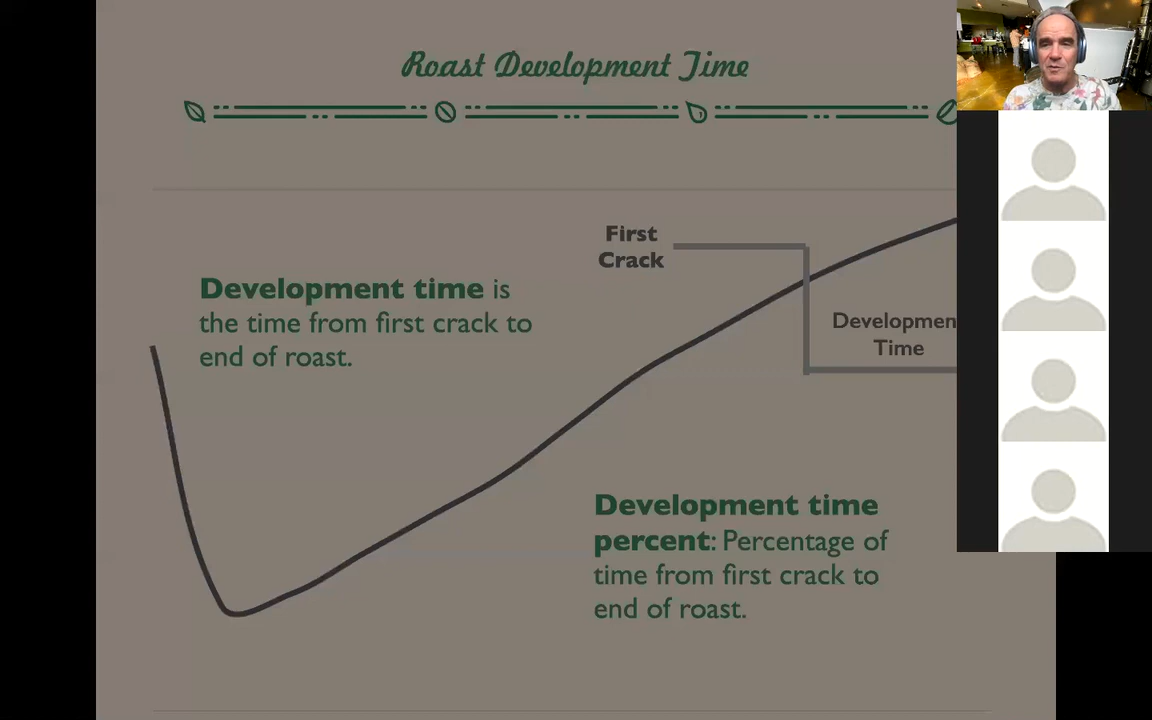 Roast Development Time
First
Crack
Development time is
the time from first crack to
end of roast.
Developmen
Time
Development time
percent: Percentage of
time from first crack to
end of roast.